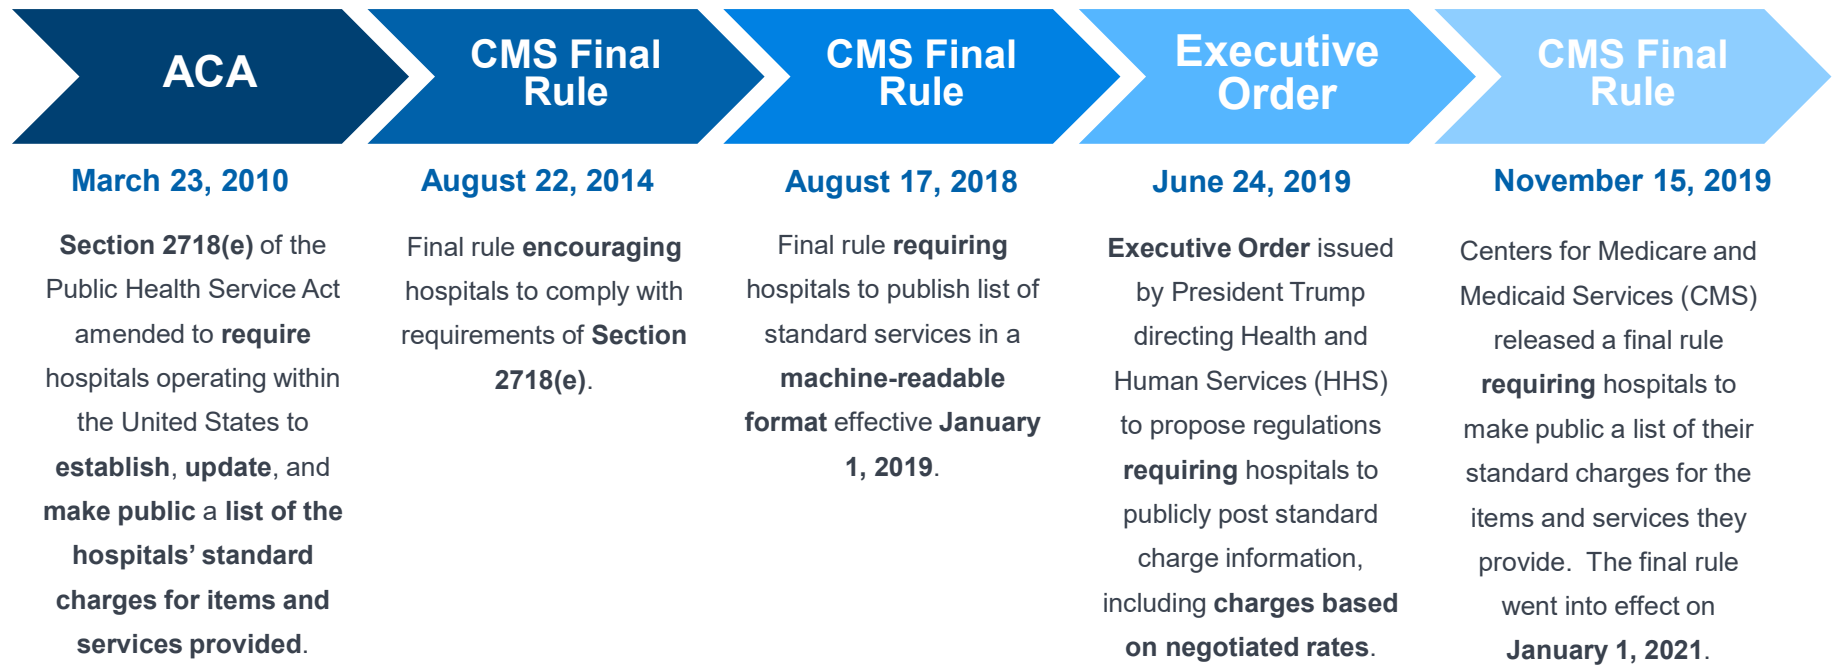 ACA
CMS Final
Rule
CMS Final
Rule
Executive
Order
CMS Final
Rule
March 23, 2010
Section 2718(e) of the
Public Health Service Act
amended to require
hospitals operating within
the United States to
establish, update, and
make public a list of the
hospitals’ standard
charges for items and
services provided.
August 22, 2014
Final rule encouraging
hospitals to comply with
requirements of Section
2718(e).
August 17, 2018
Final rule requiring
hospitals to publish list of
standard services in a
machine-readable
format effective January
1, 2019.
June 24, 2019
Executive Order issued
by President Trump
directing Health and
Human Services (HHS)
to propose regulations
requiring hospitals to
publicly post standard
charge information,
including charges based
on negotiated rates.
November 15, 2019
Centers for Medicare and
Medicaid Services (CMS)
released a final rule
requiring hospitals to
make public a list of their
standard charges for the
items and services they
provide.  The final rule
went into effect on
January 1, 2021.